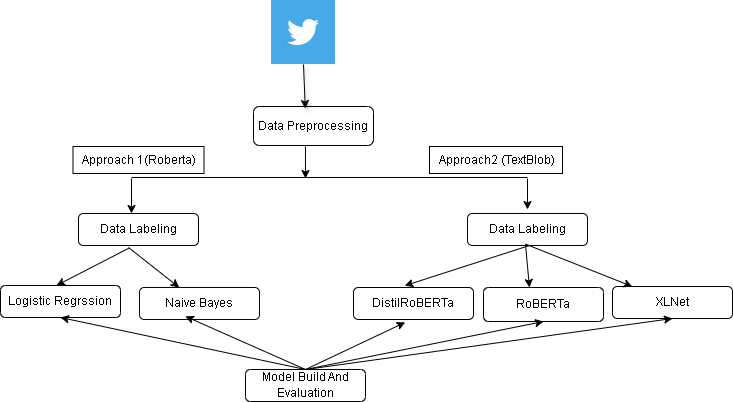 Data Preprocessing
Approach 1(Roberta)
Approach2 (TextBlob)
Data Labeling
Data Labeling
Logistic Regrssion
Naive Bayes
DistilRoBERTa
RoBERTa
XLNet
Model Build And
Evaluation